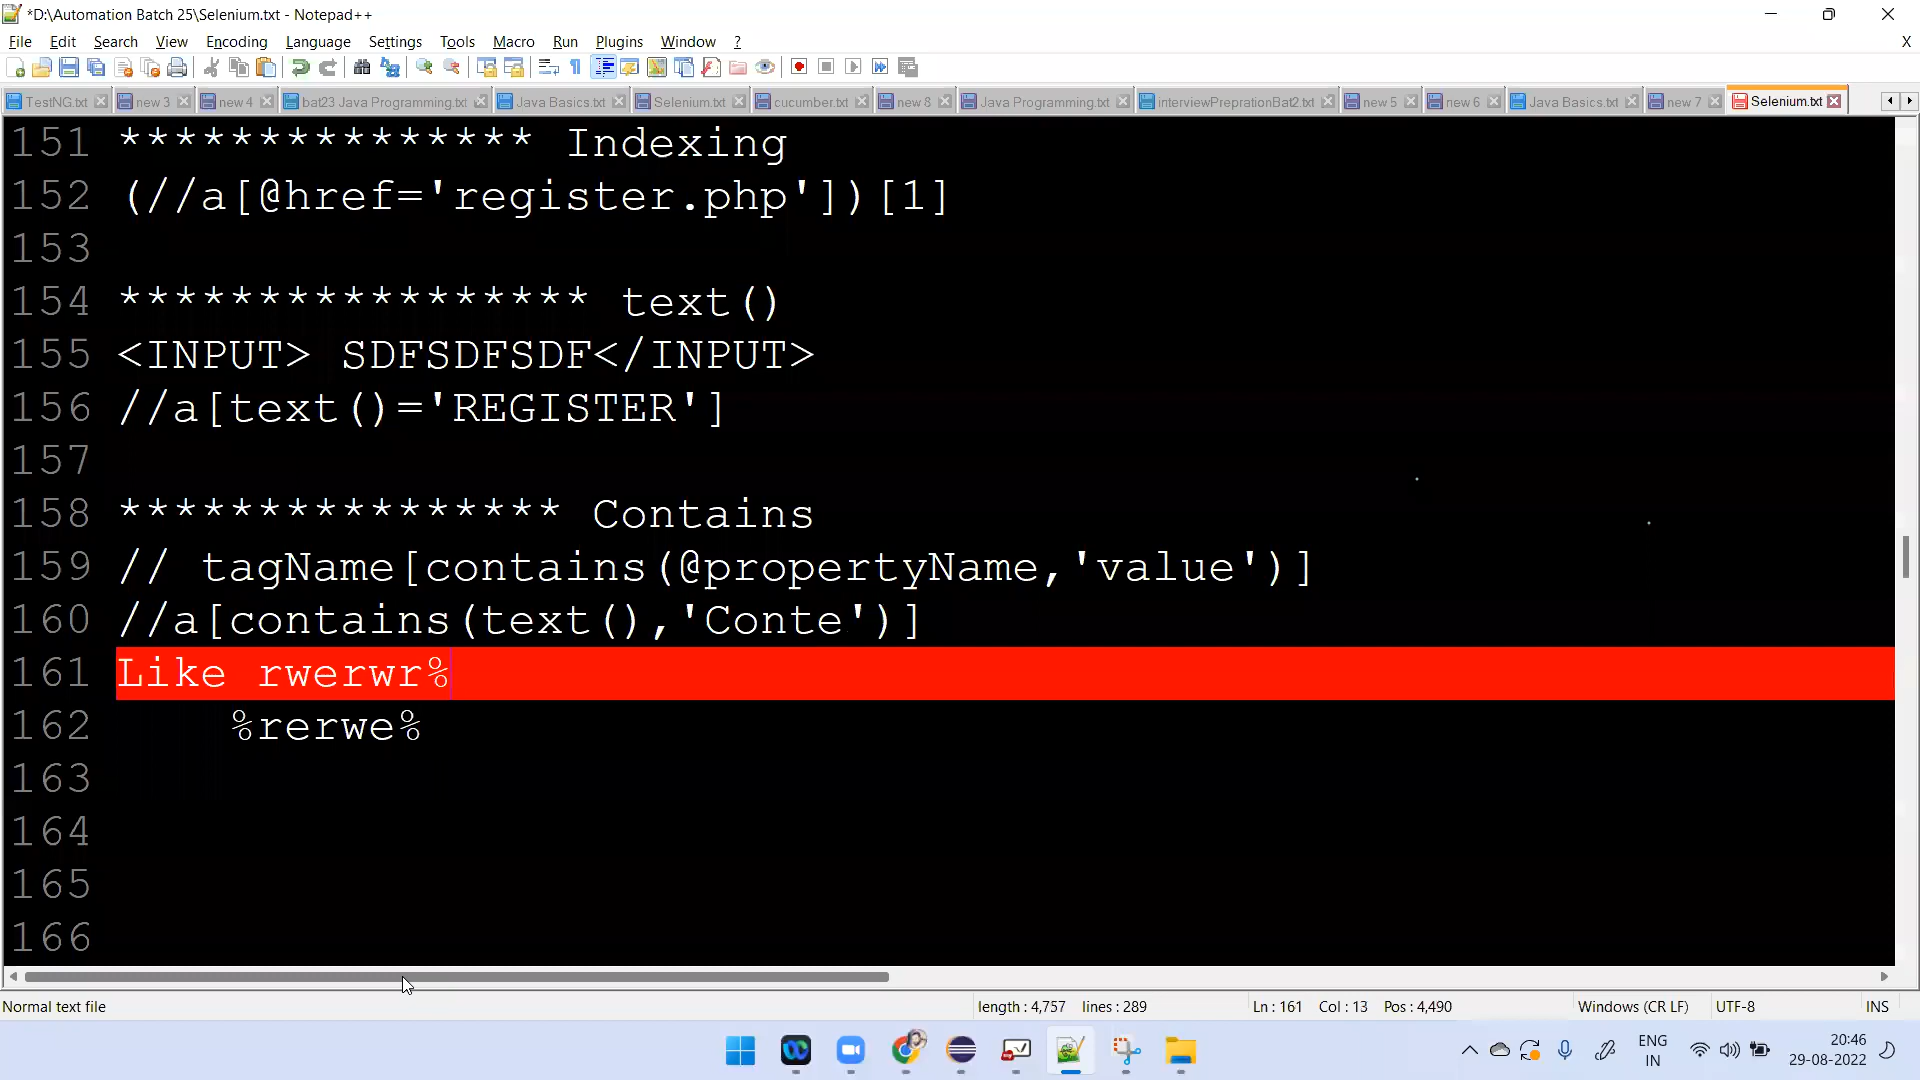 *D:\Automation Batch 25\Selenium.txt - Notepad++
File Edit Search View Encoding Language Settings Tools Macro Run Plugins Window ? X
TestNG.txt new 3 new 4 bat23 Java Programming.txt Java Basics.txt Selenium.txt cucumber.txt new 8 Java Programming.txt interviewPreprationBat2.txt new 5 new 6 Java Basics.txt new 7 Selenium.txt
151 *************** Indexing
152 (//a[@href='register.php'])[1]
153
154 ***************** text()
155 <INPUT> SDFSDFSDF</INPUT>
156 //a[text()='REGISTER']
157
158 **************** Contains
159 // tagName[contains(@propertyName,'value')]
160 //a[contains(text(),'Conte')]
161 Like rwerwr%
162 %rerwe%
163
164
165
166
Normal text file length : 4,757 lines : 289 Ln : 161 Col : 13 Pos : 4,490 Windows (CR LF) UTF-8 INS
ENG 20:46
IN 29-08-2022